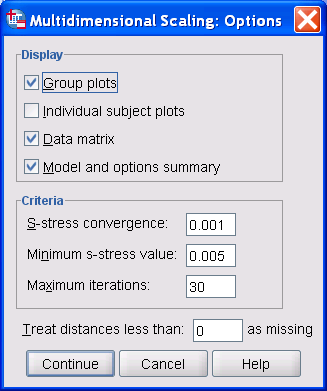 Multidimensional Scaling: Options
Display
Group plots
Individual subject plots
Data matrix
Model and options summary
Criteria
S-stress convergence: 0.001
Minimum s-stress value: 0.005
Maximum iterations: 30
Treat distances less than: 0 as missing
Continue Cancel Help